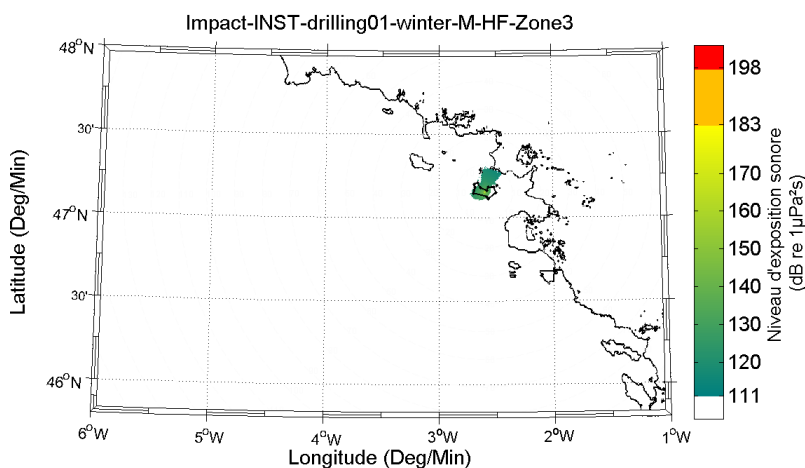 Impact-INST-drilling01-winter-M-HF-Zone3
48°N
30'
47°N
30'
46°N
6°W
5°W
4°W
3°W
2°W
1°W
Latitude (Deg/Min)
Longitude (Deg/Min)
198
183
170
160
150
140
130
120
111
Niveau d'exposition sonore
(dB re 1µPa²s)